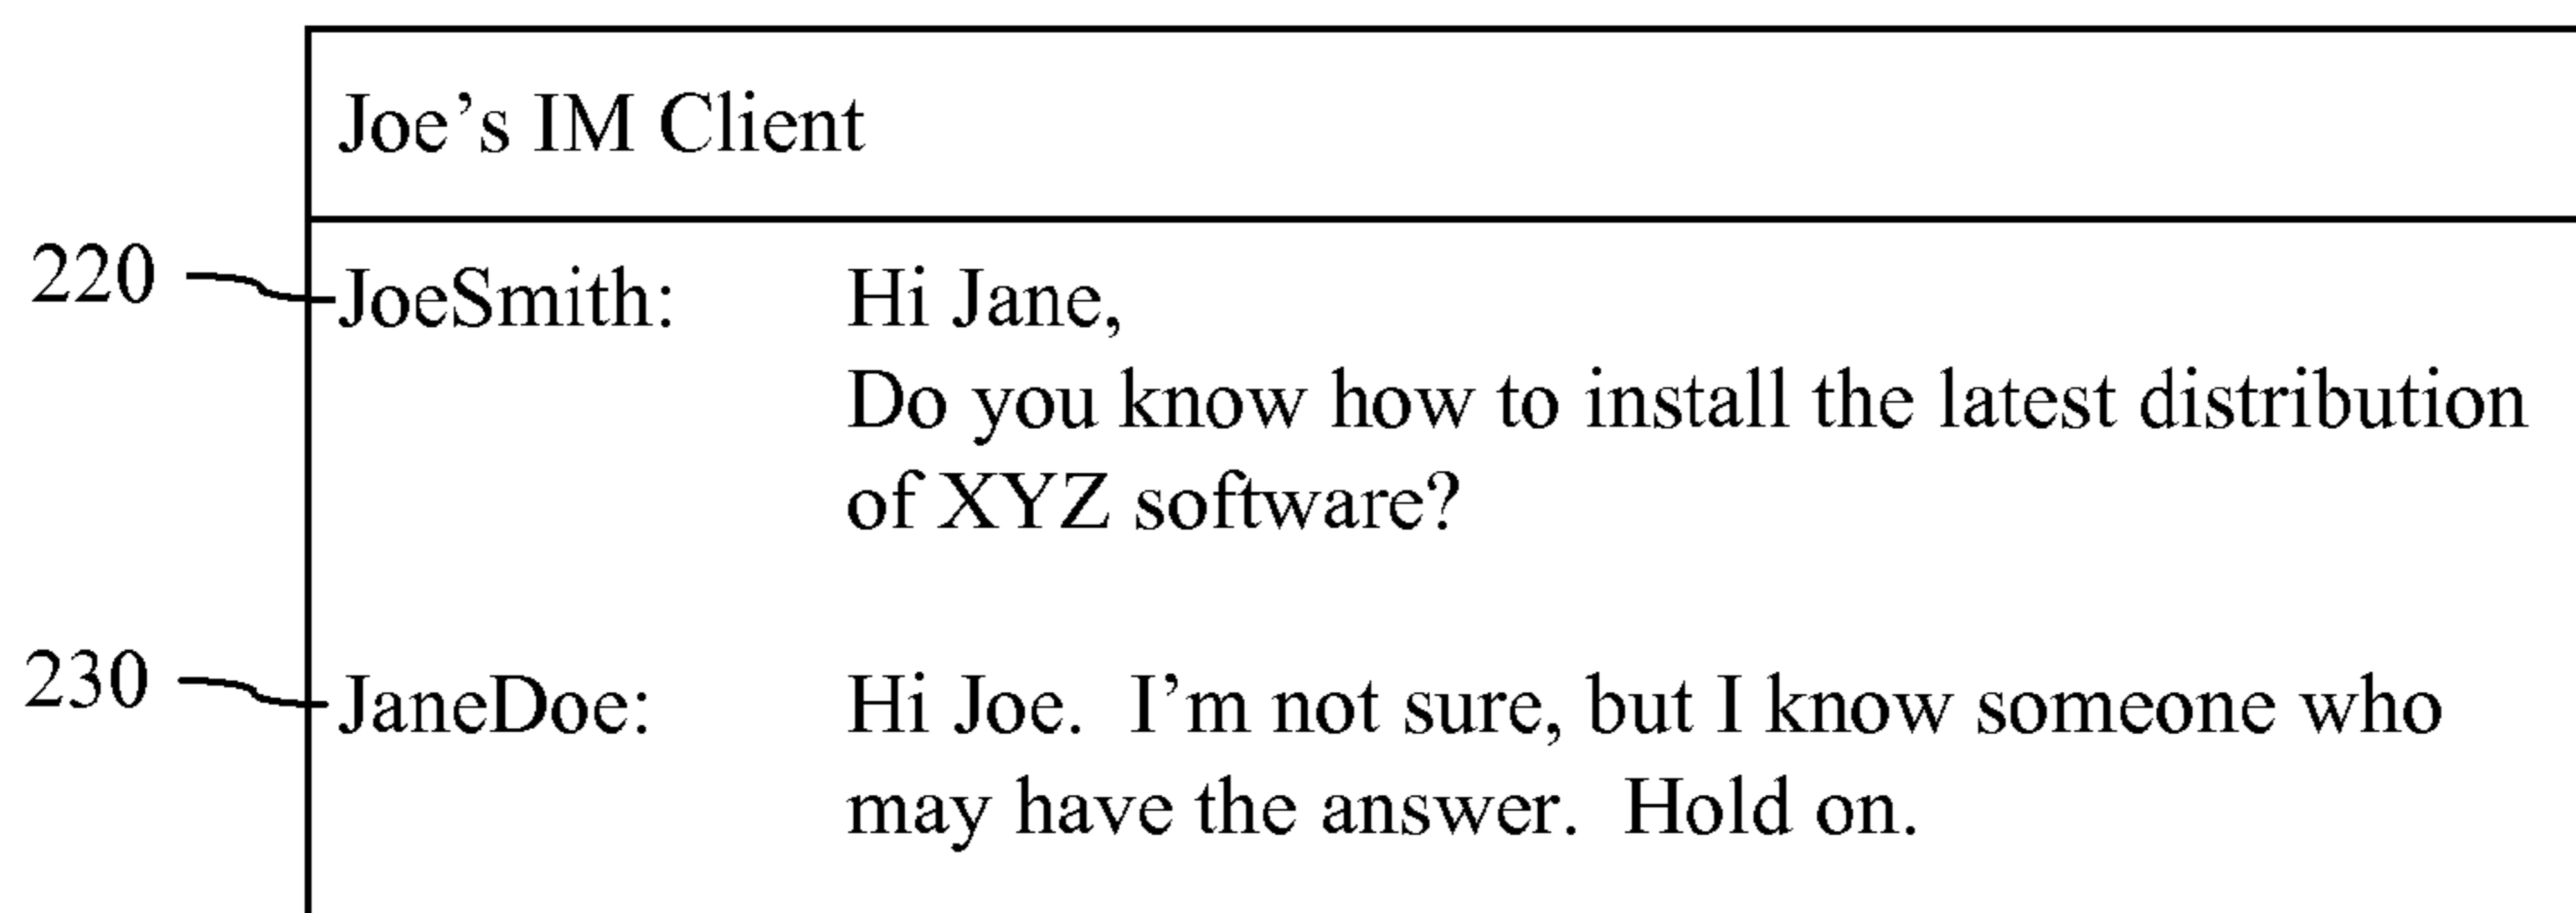 Joe’s IM Client
220 JoeSmith: Hi Jane,
Do you know how to install the latest distribution
of XYZ software?
230 JaneDoe: Hi Joe.  I’m not sure, but I know someone who
may have the answer.  Hold on.